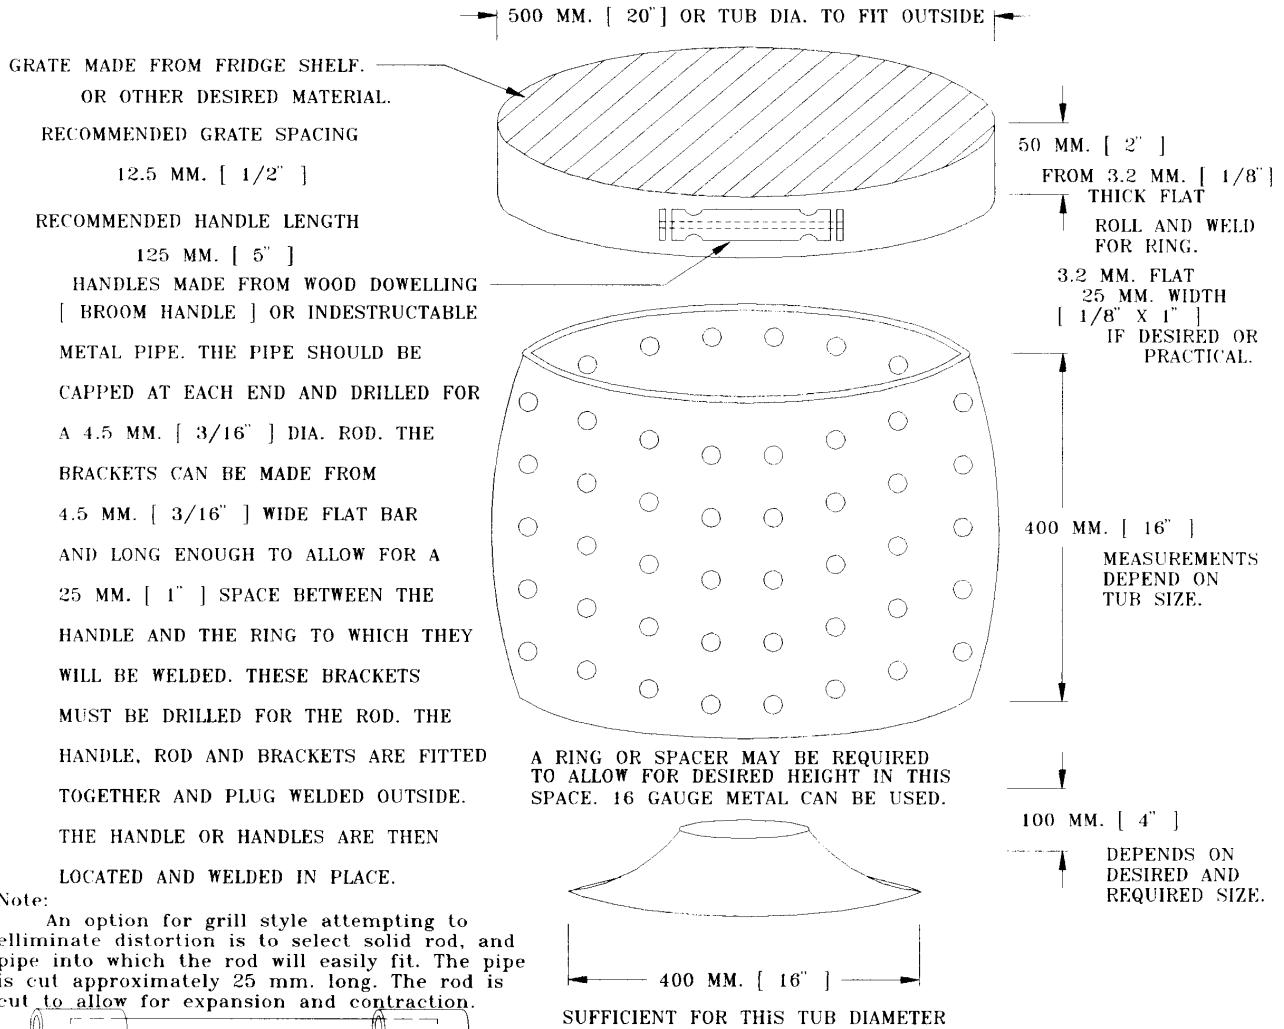 500 MM. [ 20" ] OR TUB DIA. TO FIT OUTSIDE
GRATE MADE FROM FRIDGE SHELF.
OR OTHER DESIRED MATERIAL.
RECOMMENDED GRATE SPACING
12.5 MM. [ 1/2" ]
RECOMMENDED HANDLE LENGTH
125 MM. [ 5" ]
HANDLES MADE FROM WOOD DOWELLING
[ BROOM HANDLE ] OR INDESTRUCTABLE
METAL PIPE. THE PIPE SHOULD BE
CAPPED AT EACH END AND DRILLED FOR
A 4.5 MM. [ 3/16" ] DIA. ROD. THE
BRACKETS CAN BE MADE FROM
4.5 MM. [ 3/16" ] WIDE FLAT BAR
AND LONG ENOUGH TO ALLOW FOR A
25 MM. [ 1" ] SPACE BETWEEN THE
HANDLE AND THE RING TO WHICH THEY
WILL BE WELDED. THESE BRACKETS
MUST BE DRILLED FOR THE ROD. THE
HANDLE, ROD AND BRACKETS ARE FITTED
TOGETHER AND PLUG WELDED OUTSIDE.
THE HANDLE OR HANDLES ARE THEN
LOCATED AND WELDED IN PLACE.
Note:
An option for grill style attempting to
elliminate distortion is to select solid rod, and
pipe into which the rod will easily fit. The pipe
is cut approximately 25 mm. long. The rod is
cut to allow for expansion and contraction.
50 MM. [ 2" ]
FROM 3.2 MM. [ 1/8" ]
THICK FLAT
ROLL AND WELD
FOR RING.
3.2 MM. FLAT
25 MM. WIDTH
[ 1/8" X 1" ]
IF DESIRED OR
PRACTICAL.
400 MM. [ 16" ]
MEASUREMENTS
DEPEND ON
TUB SIZE.
A RING OR SPACER MAY BE REQUIRED
TO ALLOW FOR DESIRED HEIGHT IN THIS
SPACE. 16 GAUGE METAL CAN BE USED.
100 MM. [ 4" ]
DEPENDS ON
DESIRED AND
REQUIRED SIZE.
400 MM. [ 16" ]
SUFFICIENT FOR THIS TUB DIAMETER